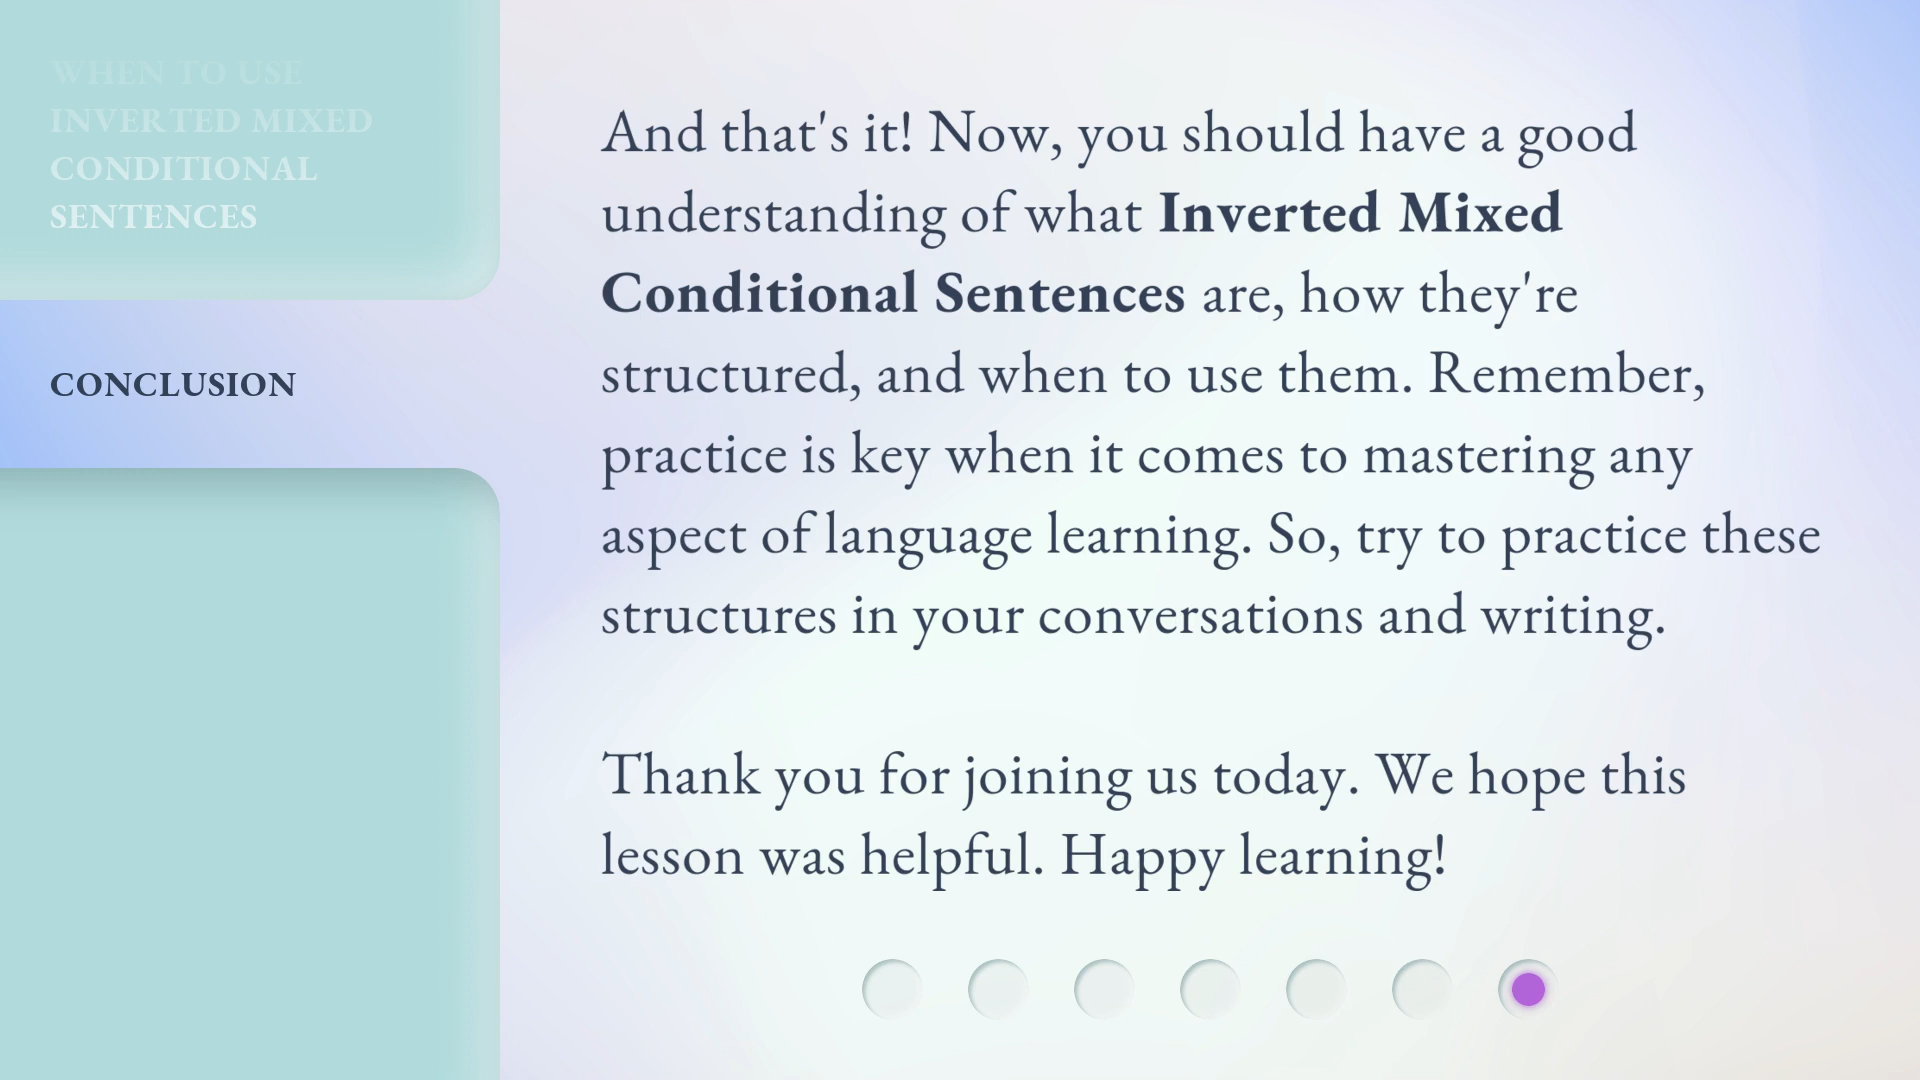 WHEN TO USE
INVERTED MIXED
CONDITIONAL
SENTENCES
CONCLUSION
And that's it! Now, you should have a good
understanding of what Inverted Mixed
Conditional Sentences are, how they're
structured, and when to use them. Remember,
practice is key when it comes to mastering any
aspect of language learning. So, try to practice these
structures in your conversations and writing.
Thank you for joining us today. We hope this
lesson was helpful. Happy learning!